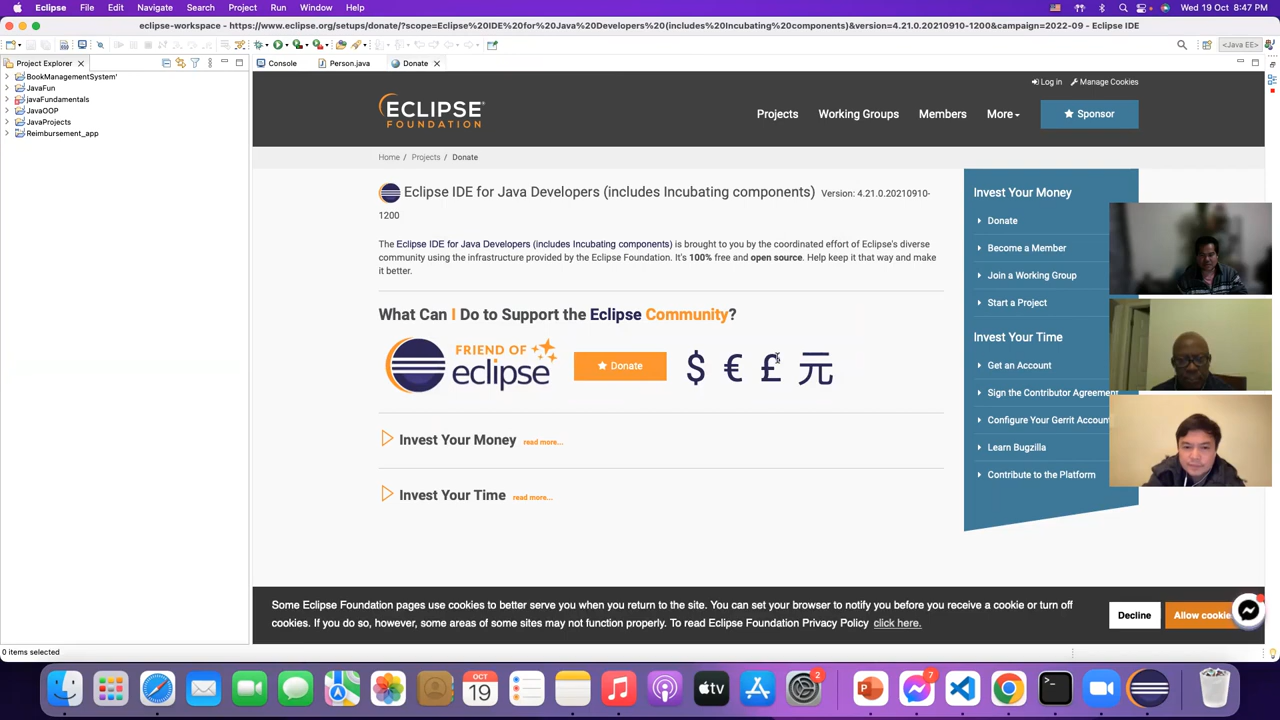 Eclipse File Edit Navigate Search Project Run Window Help
Wed 19 Oct 8:47 PM
eclipse-workspace - https://www.eclipse.org/setups/donate/?scope=Eclipse%20IDE%20for%20Java%20Developers%20(includes%20Incubating%20components)&version=4.21.0.20210910-1200&campaign=2022-09 - Eclipse IDE
<Java EE>
Project Explorer
Console
Person.java
Donate
BookManagementSystem'
JavaFun
javaFundamentals
JavaOOP
JavaProjects
Reimbursement_app
Log in Manage Cookies
ECLIPSE
FOUNDATION
Projects Working Groups Members More
Sponsor
Home / Projects / Donate
Eclipse IDE for Java Developers (includes Incubating components) Version: 4.21.0.20210910-
1200
The Eclipse IDE for Java Developers (includes Incubating components) is brought to you by the coordinated effort of Eclipse's diverse
community using the infrastructure provided by the Eclipse Foundation. It's 100% free and open source. Help keep it that way and make
it better.
What Can I Do to Support the Eclipse Community?
FRIEND OF
eclipse
Donate
$ € £ 元
Invest Your Money read more...
Invest Your Time read more...
Invest Your Money
Donate
Become a Member
Join a Working Group
Start a Project
Invest Your Time
Get an Account
Sign the Contributor Agreement
Configure Your Gerrit Account
Learn Bugzilla
Contribute to the Platform
Some Eclipse Foundation pages use cookies to better serve you when you return to the site. You can set your browser to notify you before you receive a cookie or turn off
cookies. If you do so, however, some areas of some sites may not function properly. To read Eclipse Foundation Privacy Policy click here.
Decline
Allow cookie
0 items selected
OCT
19
tv
2
7